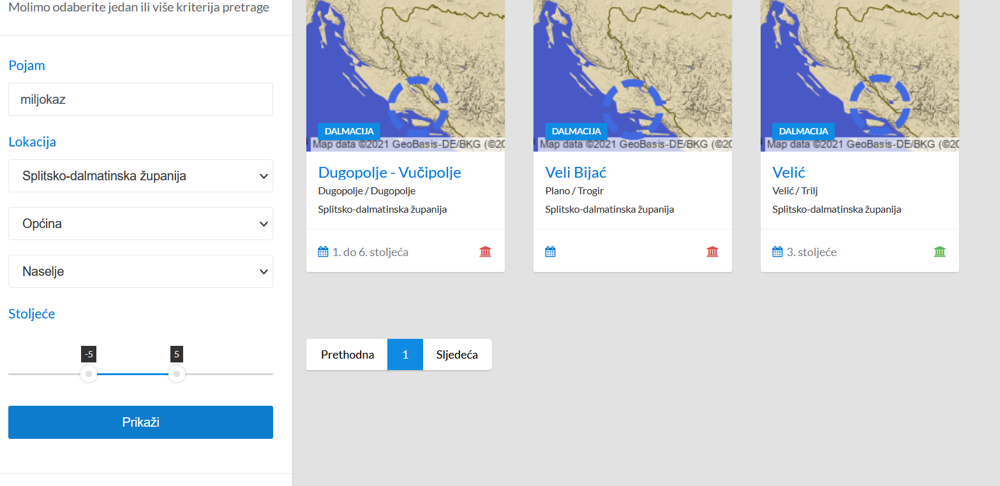 Molimo odaberite jedan ili više kriterija pretrage
Pojam
miljokaz
Lokacija
Splitsko-dalmatinska županija
Općina
Naselje
Stoljeće
-5
5
Prikaži
DALMACIJA
Map data ©2021 GeoBasis-DE/BKG (©20
Dugopolje - Vučipolje
Dugopolje / Dugopolje
Splitsko-dalmatinska županija
1. do 6. stoljeća
DALMACIJA
Map data ©2021 GeoBasis-DE/BKG (©20
Veli Bijać
Plano / Trogir
Splitsko-dalmatinska županija
DALMACIJA
Map data ©2021 GeoBasis-DE/BKG (©20
Velić
Velić / Trilj
Splitsko-dalmatinska županija
3. stoljeće
Prethodna
1
Sljedeća